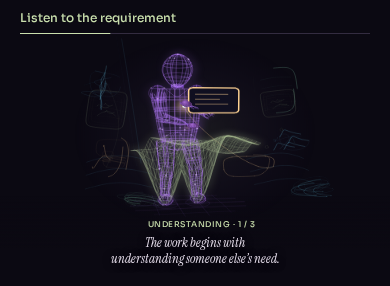 Listen to the requirement
UNDERSTANDING · 1 / 3
The work begins with
understanding someone else's need.